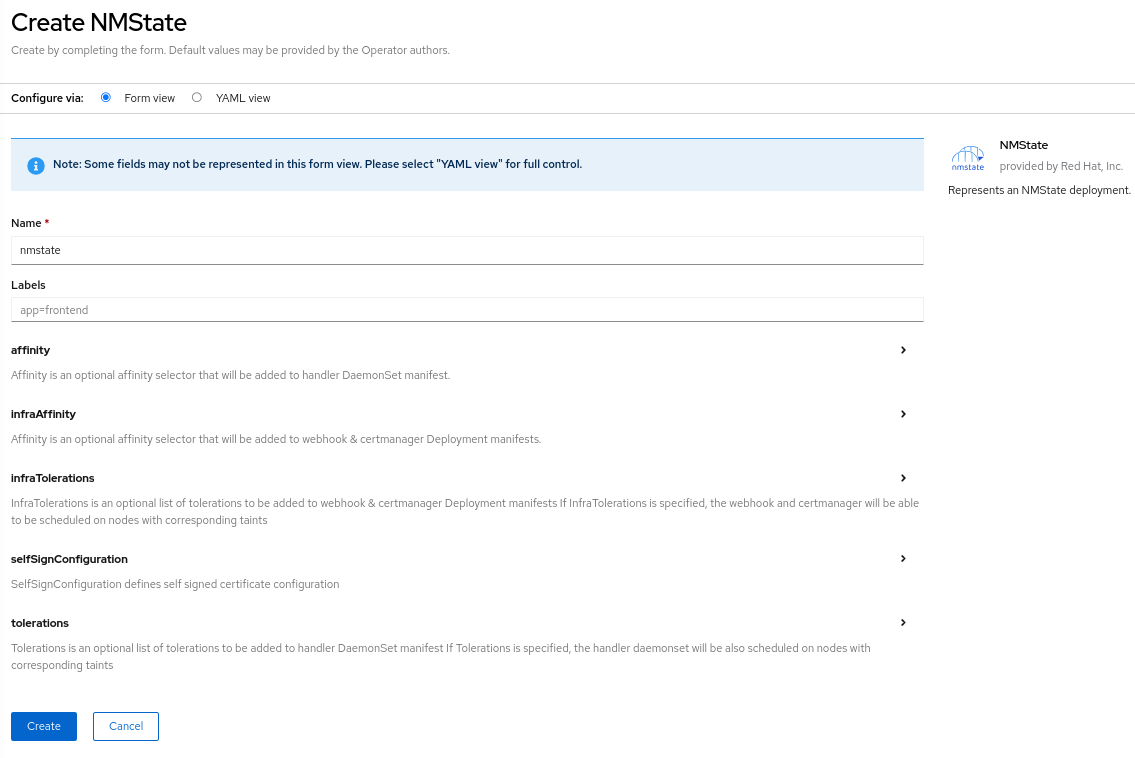 Create NMState
Create by completing the form. Default values may be provided by the Operator authors.
Configure via:
Form view
YAML view
Note: Some fields may not be represented in this form view. Please select "YAML view" for full control.
nmstate
NMState
provided by Red Hat, Inc.
Represents an NMState deployment.
Name *
nmstate
Labels
app=frontend
affinity
Affinity is an optional affinity selector that will be added to handler DaemonSet manifest.
infraAffinity
Affinity is an optional affinity selector that will be added to webhook & certmanager Deployment manifests.
infraTolerations
InfraTolerations is an optional list of tolerations to be added to webhook & certmanager Deployment manifests If InfraTolerations is specified, the webhook and certmanager will be able
to be scheduled on nodes with corresponding taints
selfSignConfiguration
SelfSignConfiguration defines self signed certificate configuration
tolerations
Tolerations is an optional list of tolerations to be added to handler DaemonSet manifest If Tolerations is specified, the handler daemonset will be also scheduled on nodes with
corresponding taints
Create
Cancel